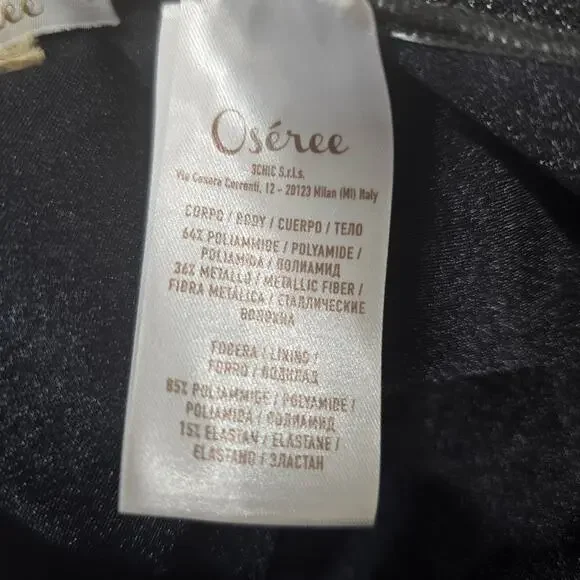 ee
Oséree
3CHIC S.r.l.s.
Via Cesare Correnti, 12 - 20123 Milan (MI) Italy
CORPO / BODY / CUERPO / ТЕЛО
64% POLIAMMIDE / POLYAMIDE /
POLIAMIDA / ПОЛИАМИД
36% METALLO / METALLIC FIBER /
FIBRA METALICA / ЕТАЛЛИЧЕСКИЕ
ВОЛОКНА
FODERA / LINING /
FORRO / ПОДКЛАД
85% POLIAMMIDE / POLYAMIDE /
POLIAMIDA / ПОЛИАМИД
15% ELASTAN / ELASTANE /
ELASTANO / ЭЛАСТАН